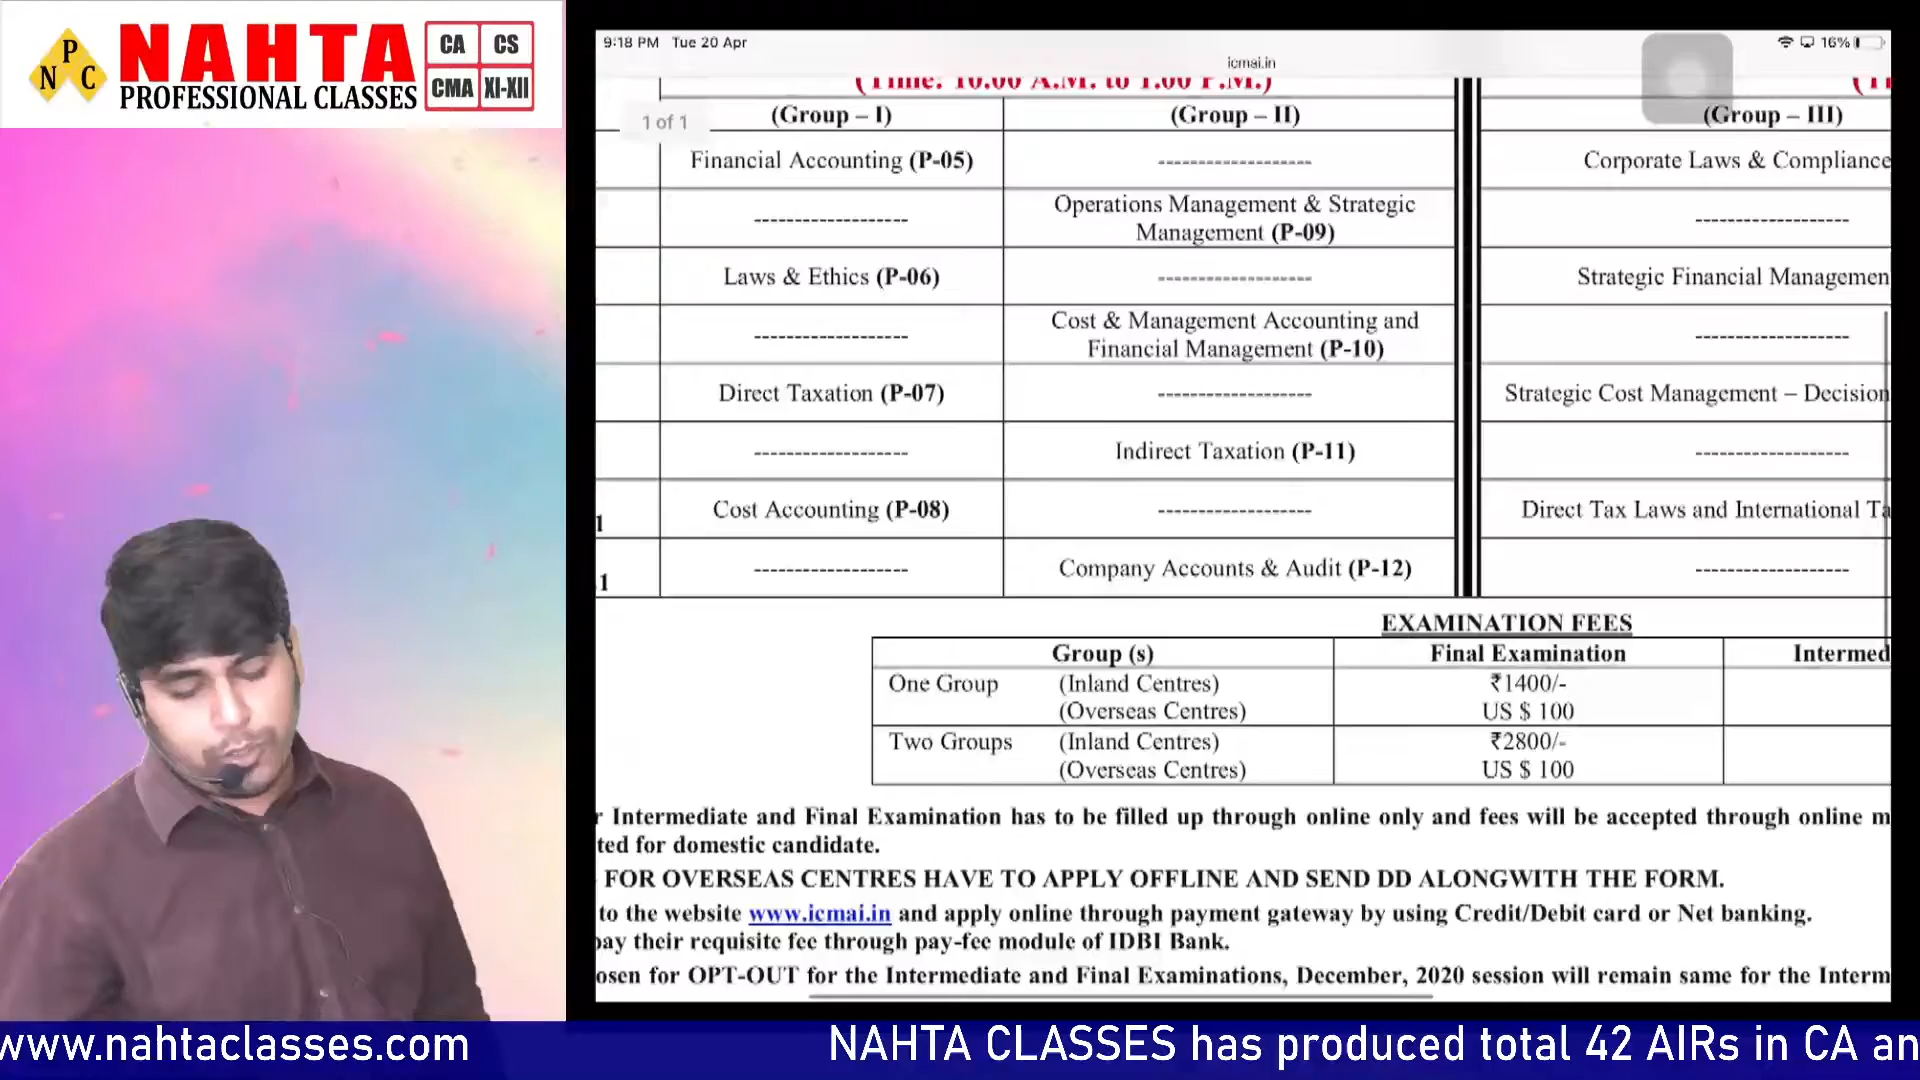 NPC
NAHTA
PROFESSIONAL CLASSES
CA CS
CMA XI-XII
9:18 PM Tue 20 Apr
16%
icmai.in
(Time: 10.00 A.M. to 1.00 P.M.)
1 of 1
(Group – I) (Group – II) (Group – III)
Financial Accounting (P-05) ------------------- Corporate Laws & Compliance
------------------- Operations Management & Strategic Management (P-09) -------------------
Laws & Ethics (P-06) ------------------- Strategic Financial Managemen
------------------- Cost & Management Accounting and Financial Management (P-10) -------------------
Direct Taxation (P-07) ------------------- Strategic Cost Management – Decision
------------------- Indirect Taxation (P-11) -------------------
1 Cost Accounting (P-08) ------------------- Direct Tax Laws and International Ta
1 ------------------- Company Accounts & Audit (P-12) -------------------
EXAMINATION FEES
Group (s) Final Examination Intermed
One Group (Inland Centres) ₹1400/-
(Overseas Centres) US $ 100
Two Groups (Inland Centres) ₹2800/-
(Overseas Centres) US $ 100
r Intermediate and Final Examination has to be filled up through online only and fees will be accepted through online m
ted for domestic candidate.
FOR OVERSEAS CENTRES HAVE TO APPLY OFFLINE AND SEND DD ALONGWITH THE FORM.
to the website www.icmai.in and apply online through payment gateway by using Credit/Debit card or Net banking.
pay their requisite fee through pay-fee module of IDBI Bank.
osen for OPT-OUT for the Intermediate and Final Examinations, December, 2020 session will remain same for the Interm
www.nahtaclasses.com NAHTA CLASSES has produced total 42 AIRs in CA an